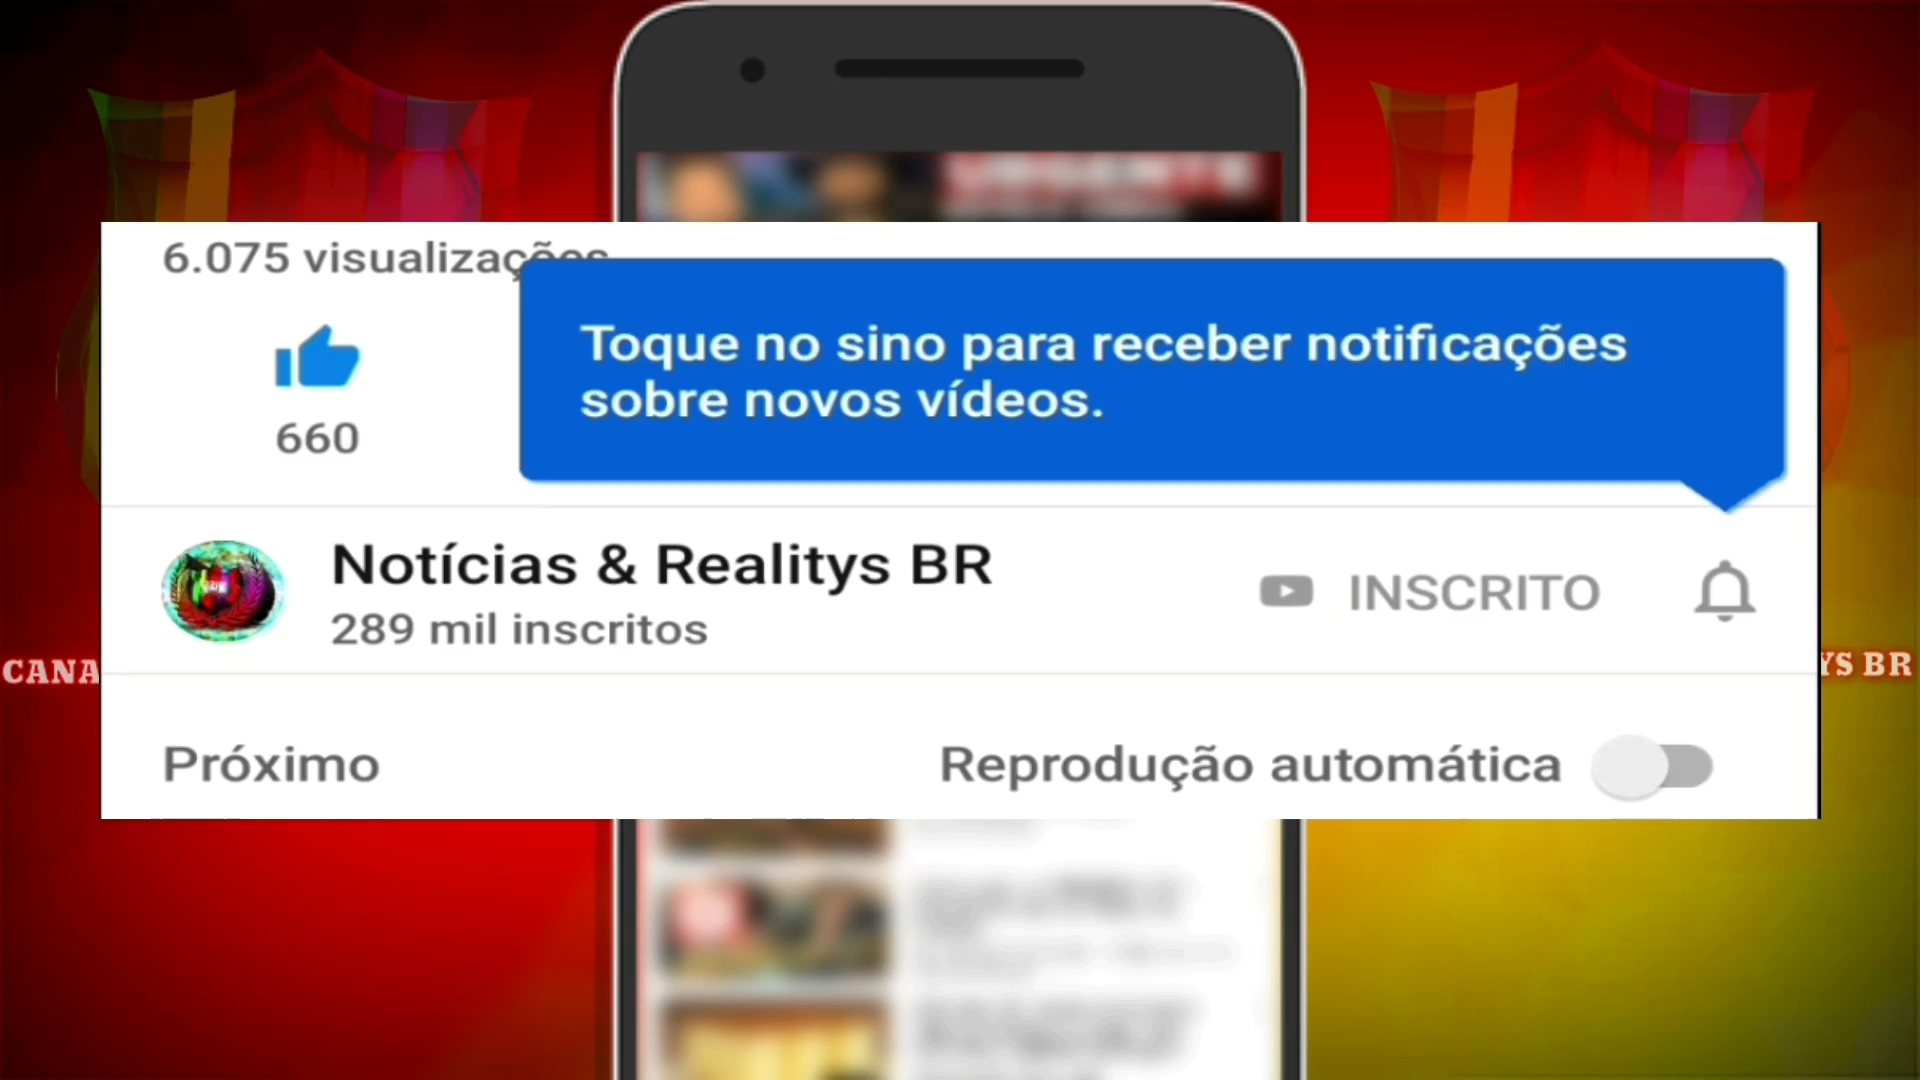 URGENTE
6.075 visualizações
Toque no sino para receber notificações
sobre novos vídeos.
660
Notícias & Realitys BR
289 mil inscritos
INSCRITO
CANA
YS BR
Próximo
Reprodução automática